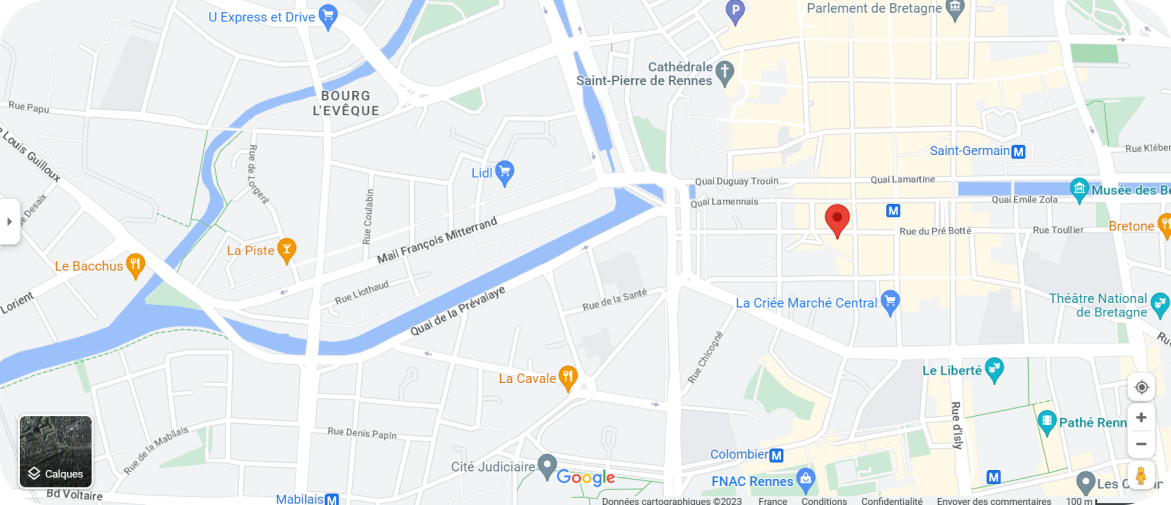 U Express et Drive
P
Parlement de Bretagne
Cathédrale
Saint-Pierre de Rennes
BOURG
L'EVÊQUE
Rue Papu
Louis Guilloux
Rue de Lorgeril
Saint-Germain M
Rue Kléber
Lidl
Quai Duguay Trouin
Quai Lamartine
Musée des Be
Quai Lamennais
Quai Emile Zola
M
Rue Coulabin
Mail François Mitterrand
Rue du Pré Botté
Rue Toullier
Bretone
La Piste
Le Bacchus
Lorient
Rue Liothaud
Quai de la Prévalaye
Rue de la Santé
La Criée Marché Central
Théâtre National
de Bretagne
Rue Chicogné
La Cavale
Le Liberté
Rue d'Isly
Pathé Renn
Rue Denis Papin
Rue de la Mabilais
Colombier M
Calques
Cité Judiciaire
Google
FNAC Rennes
M
Les
Bd Voltaire
Mabilais M
Données cartographiques ©2023 France Conditions Confidentialité Envoyer des commentaires 100 m